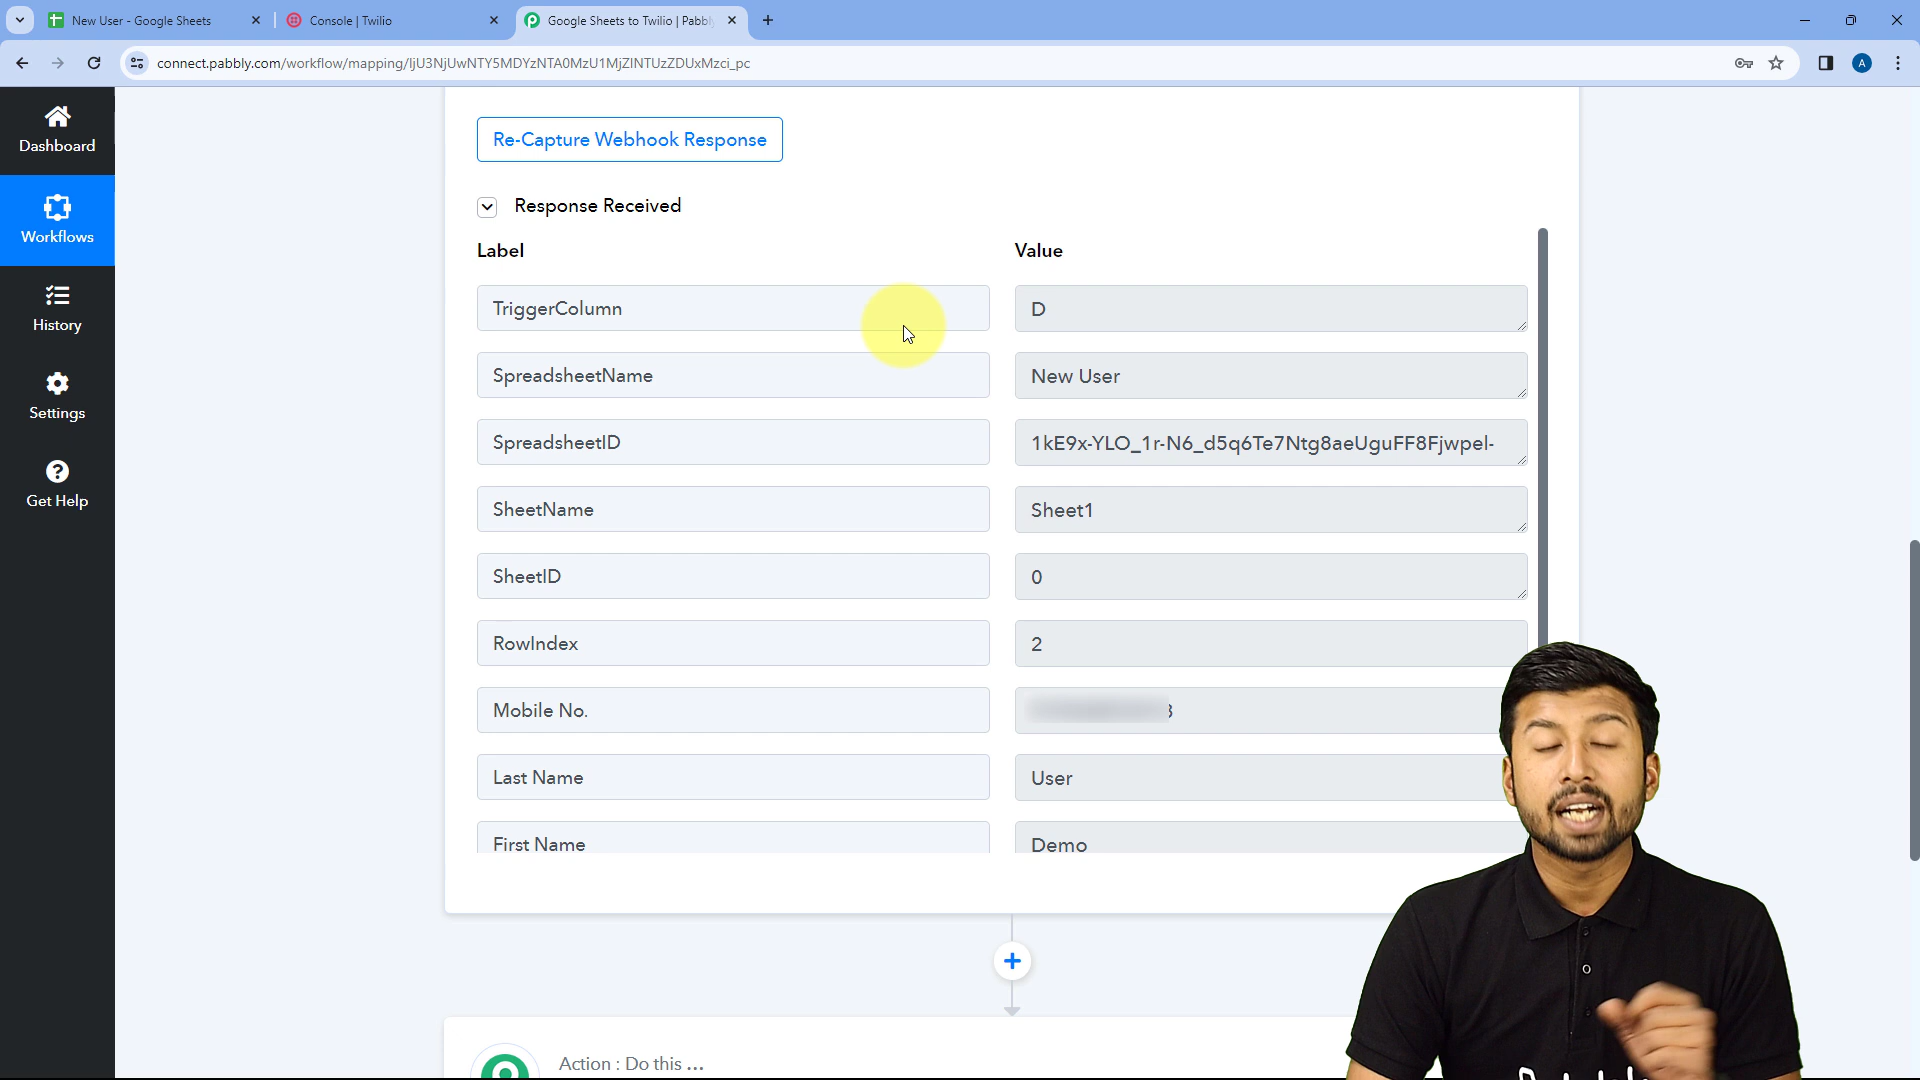 New User - Google Sheets
Console | Twilio
Google Sheets to Twilio | Pabbly
connect.pabbly.com/workflow/mapping/IjU3NjUwNTY5MDYzNTA0MzU1MjZlNTUzZDUxMzci_pc
A
Dashboard
Workflows
History
Settings
Get Help
Re-Capture Webhook Response
Response Received
Label Value
TriggerColumn D
SpreadsheetName New User
SpreadsheetID 1kE9x-YLO_1r-N6_d5q6Te7Ntg8aeUguFF8Fjwpel-
SheetName Sheet1
SheetID 0
RowIndex 2
Mobile No.
Last Name User
First Name Demo
Action : Do this ...